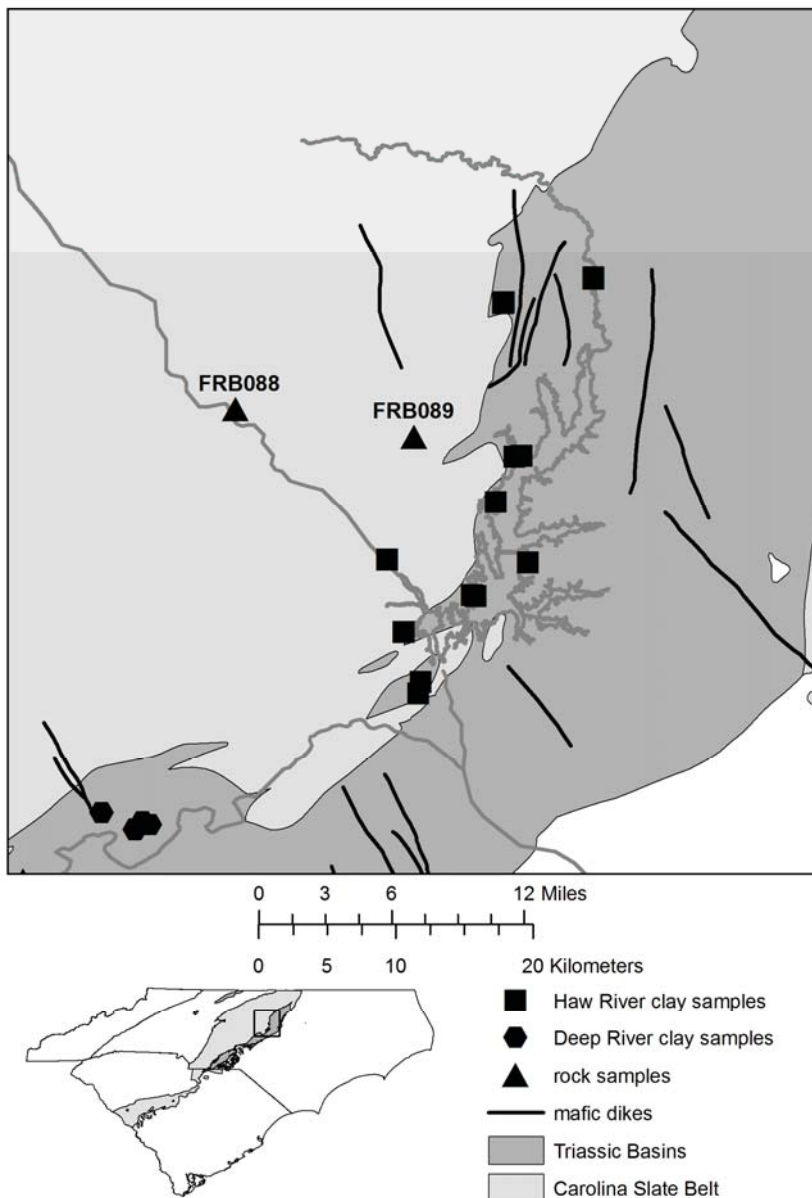 FRB088
FRB089
0 3 6 12 Miles
0 5 10 20 Kilometers
Haw River clay samples
Deep River clay samples
rock samples
mafic dikes
Triassic Basins
Carolina Slate Belt